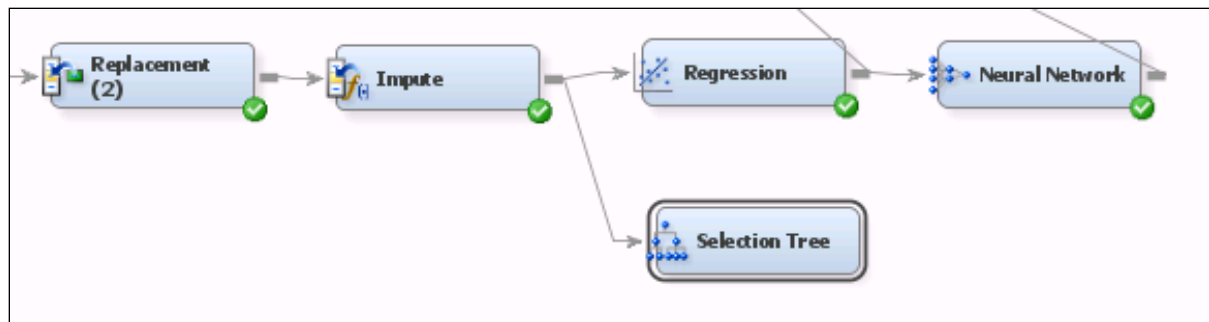 Replacement
(2)
Impute
Regression
Neural Network
Selection Tree